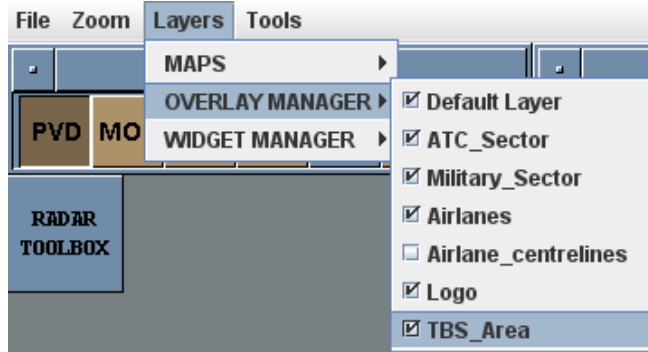 File Zoom Layers Tools
MAPS
OVERLAY MANAGER
WIDGET MANAGER
PVD MO
Default Layer
ATC_Sector
Military_Sector
Airlanes
Airlane_centrelines
Logo
TBS_Area
RADAR
TOOLBOX